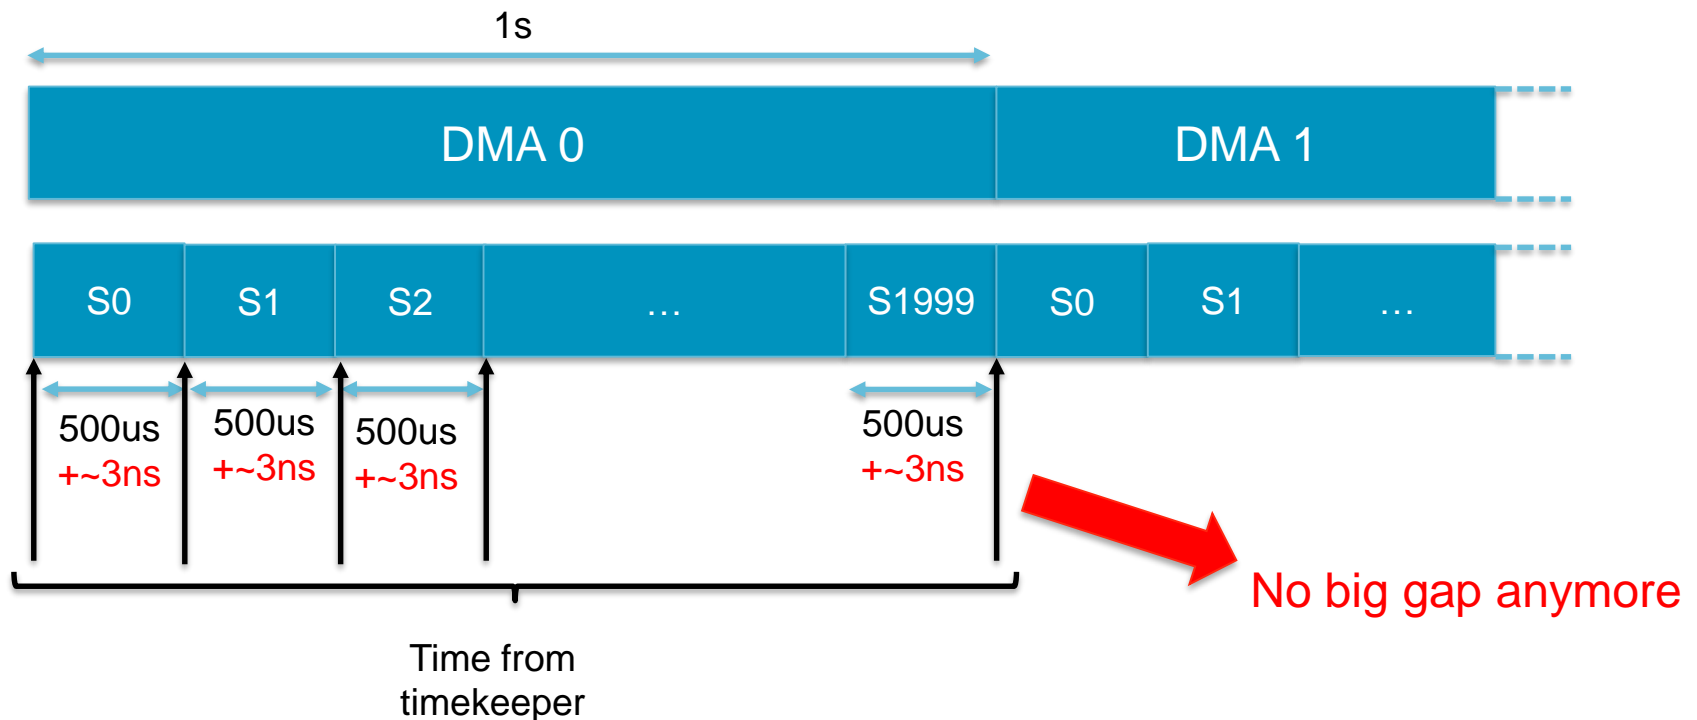 1s
DMA 0
DMA 1
S0
S1
S2
...
S1999
S0
S1
...
500us
+~3ns
500us
+~3ns
500us
+~3ns
500us
+~3ns
No big gap anymore
Time from
timekeeper